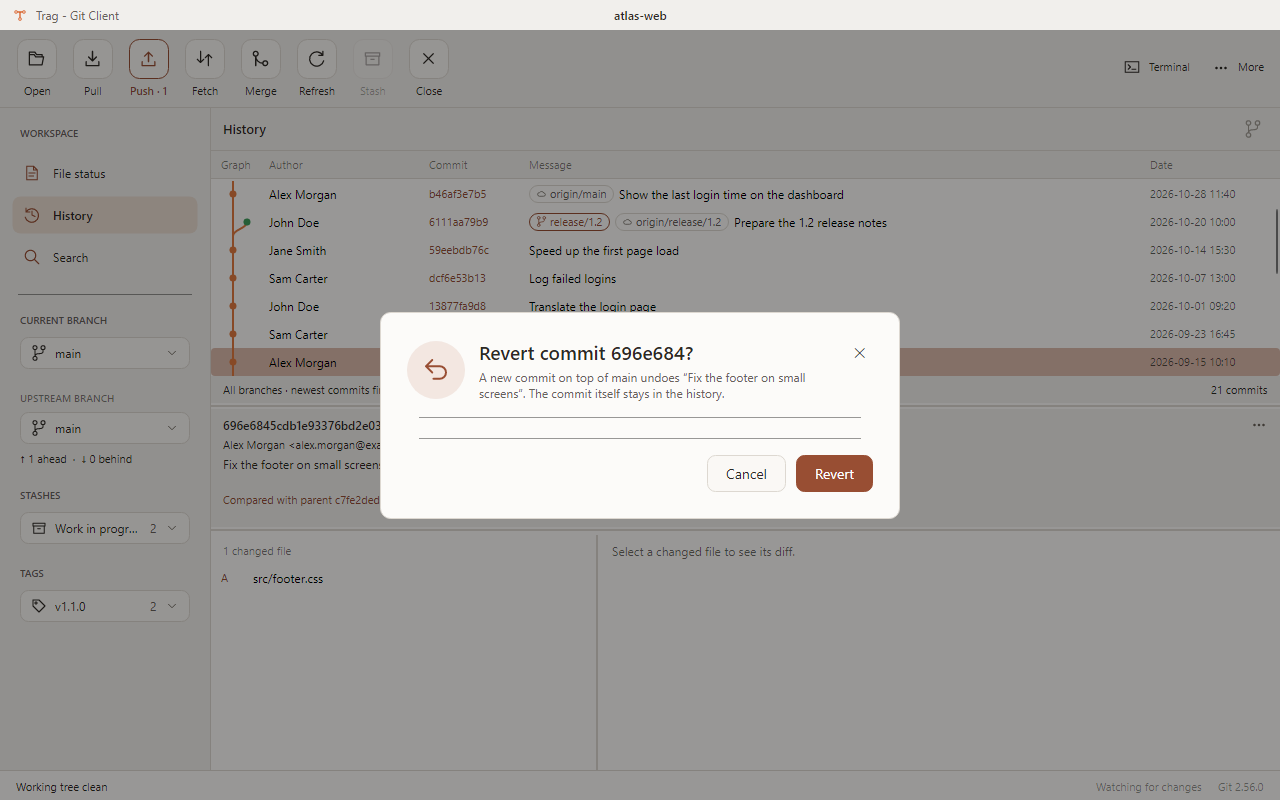 Trag - Git Client
atlas-web
Open
Pull
Push · 1
Fetch
Merge
Refresh
Stash
Close
Terminal
More
WORKSPACE
File status
History
Search
CURRENT BRANCH
main
UPSTREAM BRANCH
main
↑ 1 ahead · ↓ 0 behind
STASHES
Work in progr... 2
TAGS
v1.1.0 2
History
Graph Author Commit Message Date
Alex Morgan b46af3e7b5 origin/main Show the last login time on the dashboard 2026-10-28 11:40
John Doe 6111aa79b9 release/1.2 origin/release/1.2 Prepare the 1.2 release notes 2026-10-20 10:00
Jane Smith 59eebdb76c Speed up the first page load 2026-10-14 15:30
Sam Carter dcf6e53b13 Log failed logins 2026-10-07 13:00
John Doe 13877fa9d8 Translate the login page 2026-10-01 09:20
Sam Carter 2026-09-23 16:45
Alex Morgan 2026-09-15 10:10
All branches · newest commits
21 commits
696e6845cdb1e93376bd2e03
Alex Morgan
Fix the footer on small screens
Compared with parent c7fe2ded
Revert commit 696e684?
A new commit on top of main undoes “Fix the footer on small
screens”. The commit itself stays in the history.
Cancel
Revert
1 changed file
A src/footer.css
Select a changed file to see its diff.
Working tree clean
Watching for changes
Git 2.56.0